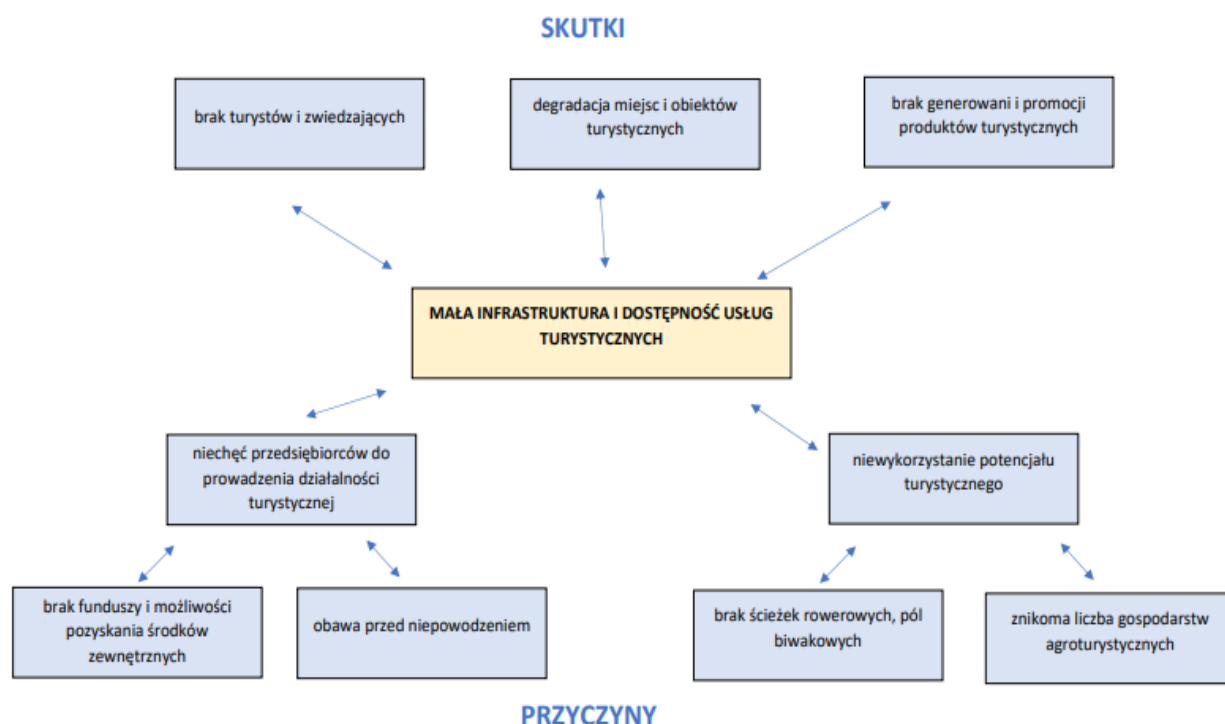 SKUTKI
brak turystów i zwiedzających
degradacja miejsc i obiektów
turystycznych
brak generowani i promocji
produktów turystycznych
MAŁA INFRASTRUKTURA I DOSTĘPNOŚĆ USŁUG
TURYSTYCZNYCH
niechęć przedsiębiorców do
prowadzenia działalności
turystycznej
niewykorzystanie potencjału
turystycznego
brak funduszy i możliwości
pozyskania środków
zewnętrznych
obawa przed niepowodzeniem
brak ścieżek rowerowych, pól
biwakowych
znikoma liczba gospodarstw
agroturystycznych
PRZYCZYNY